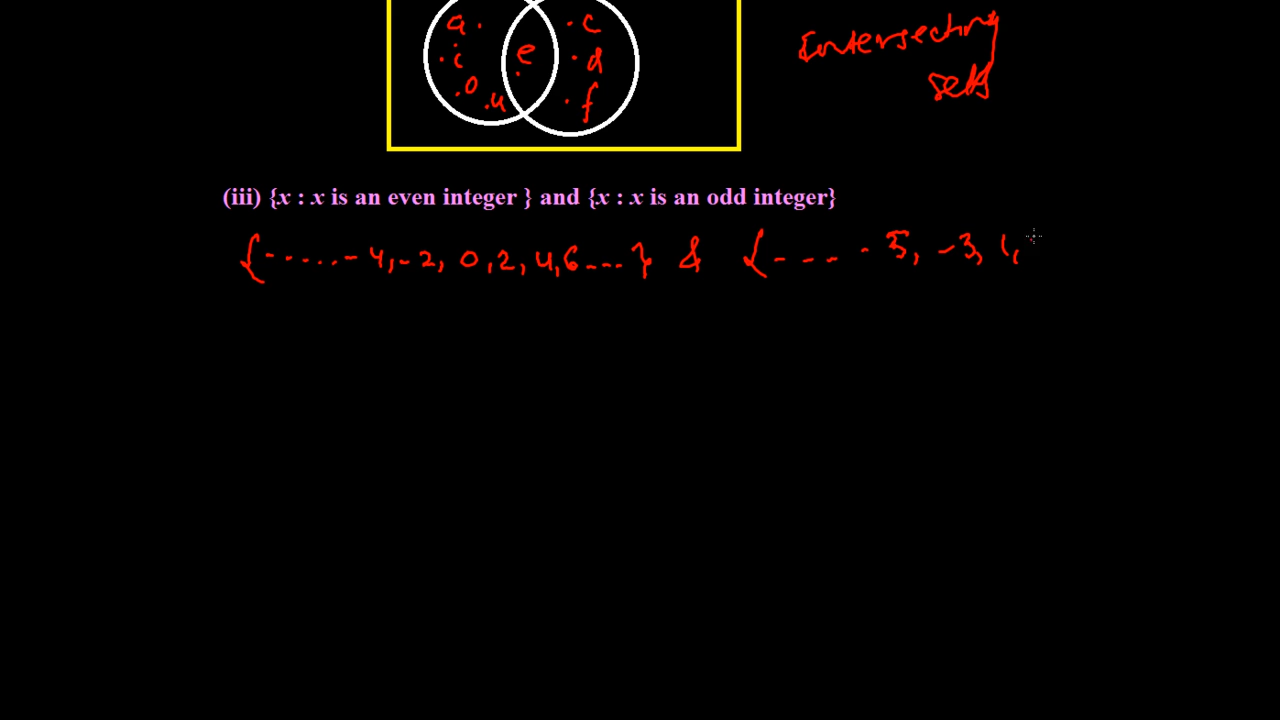 a . . c Intersecting
. i e . d sets
. o . u . f
(iii) {x : x is an even integer } and {x : x is an odd integer}
{ - - . . . . - 4, - 2, 0, 2, 4, 6 - - - } & { - - - - 5, - 3, 1,